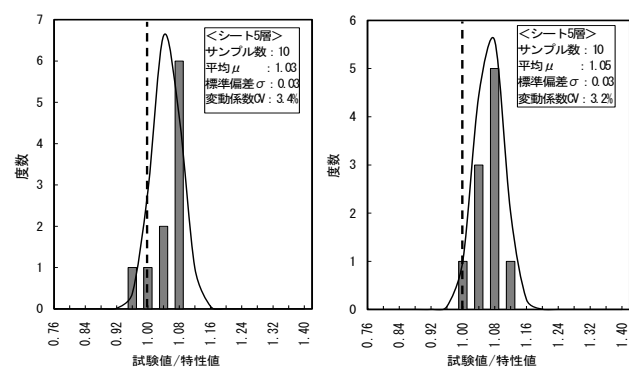 7
6
5
4
3
2
1
0
度数
＜シート5層＞
サンプル数：10
平均μ　　：1.03
標準偏差σ：0.03
変動係数CV：3.4%
0.76
0.84
0.92
1.00
1.08
1.16
1.24
1.32
1.40
試験値/特性値
6
5
4
3
2
1
0
度数
＜シート5層＞
サンプル数：10
平均μ　　：1.05
標準偏差σ：0.03
変動係数CV：3.2%
0.76
0.84
0.92
1.00
1.08
1.16
1.24
1.32
1.40
試験値/特性値